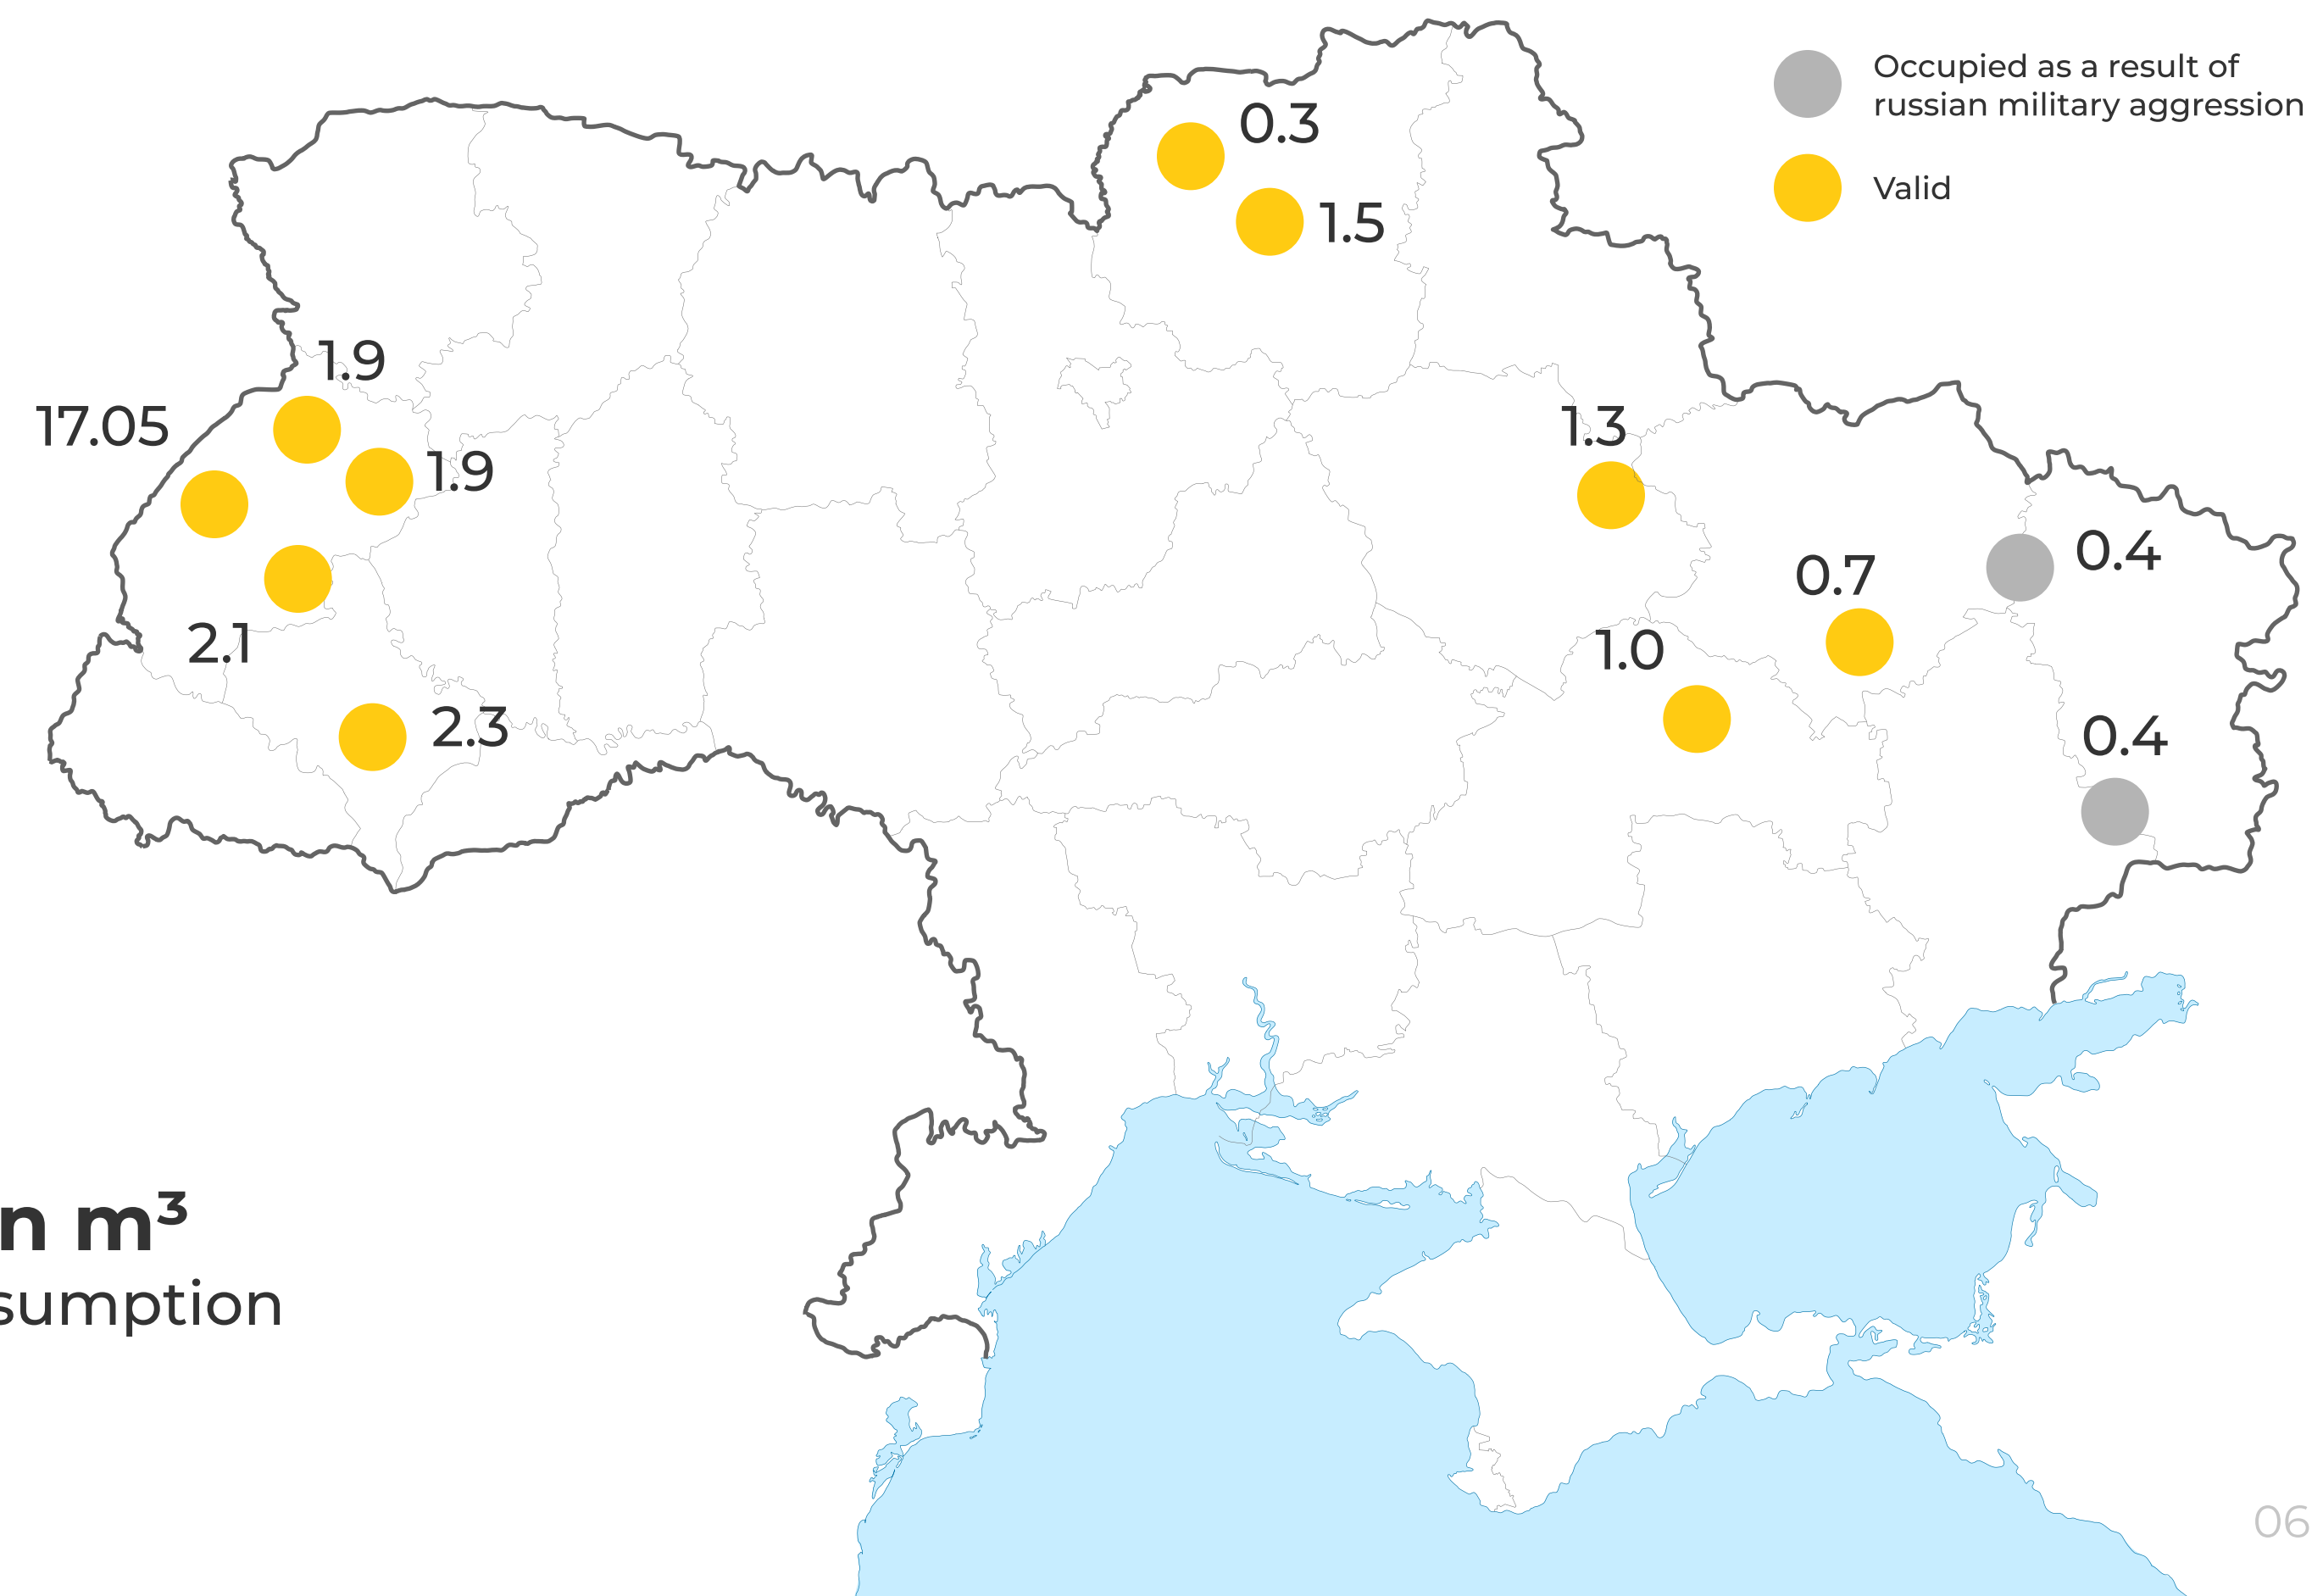 Occupied as a result of
russian military aggression
Valid
0.3
1.5
1.9
17.05
1.9
1.3
0.4
0.7
2.1
1.0
2.3
0.4
n m³
sumption
06